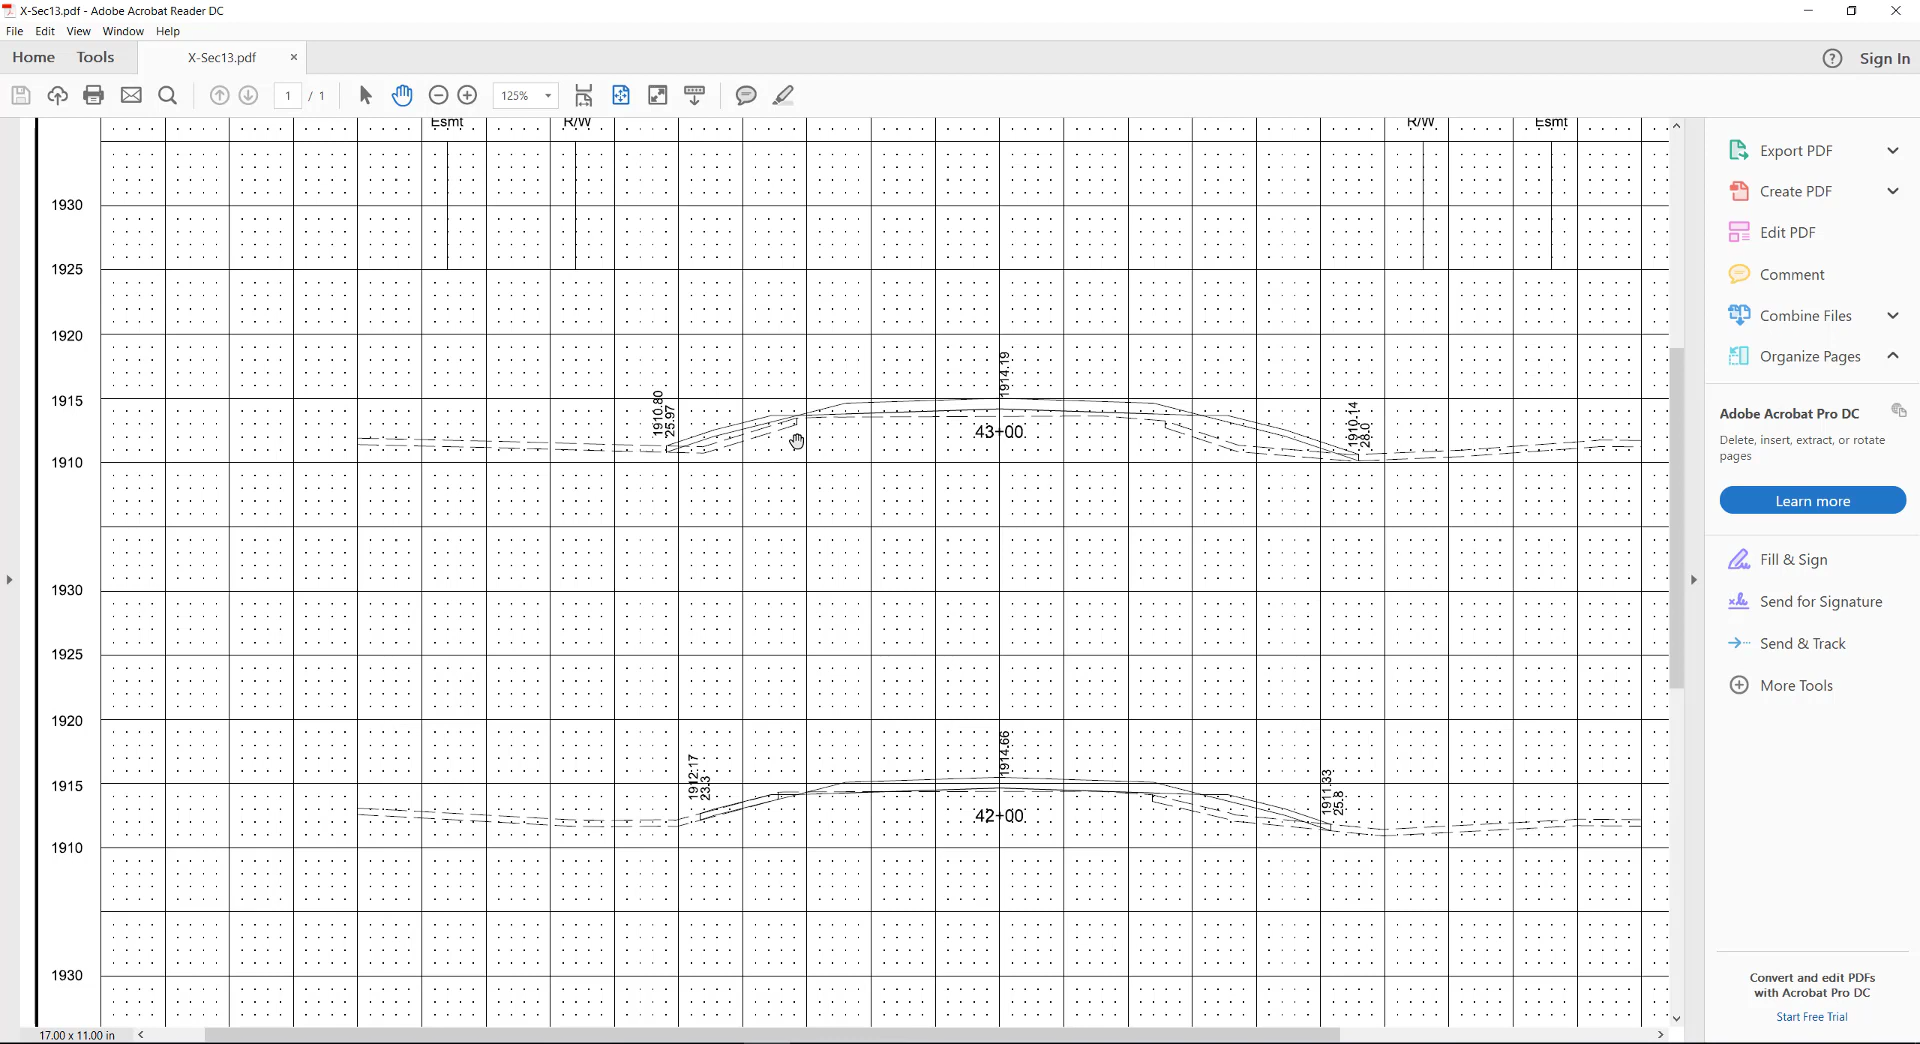 X-Sec13.pdf - Adobe Acrobat Reader DC
File Edit View Window Help
Home Tools X-Sec13.pdf × ? Sign In
1 / 1 125%
Esmt R/W R/W Esmt
1930
1925
1920
1915
1910
1910.80
25.97
1914.19
43+00
1910.14
28.0
1930
1925
1920
1915
1910
1912.17
23.3
1914.66
42+00
1911.33
25.8
1930
17.00 x 11.00 in
Export PDF
Create PDF
Edit PDF
Comment
Combine Files
Organize Pages
Adobe Acrobat Pro DC
Delete, insert, extract, or rotate
pages
Learn more
Fill & Sign
Send for Signature
Send & Track
More Tools
Convert and edit PDFs
with Acrobat Pro DC
Start Free Trial